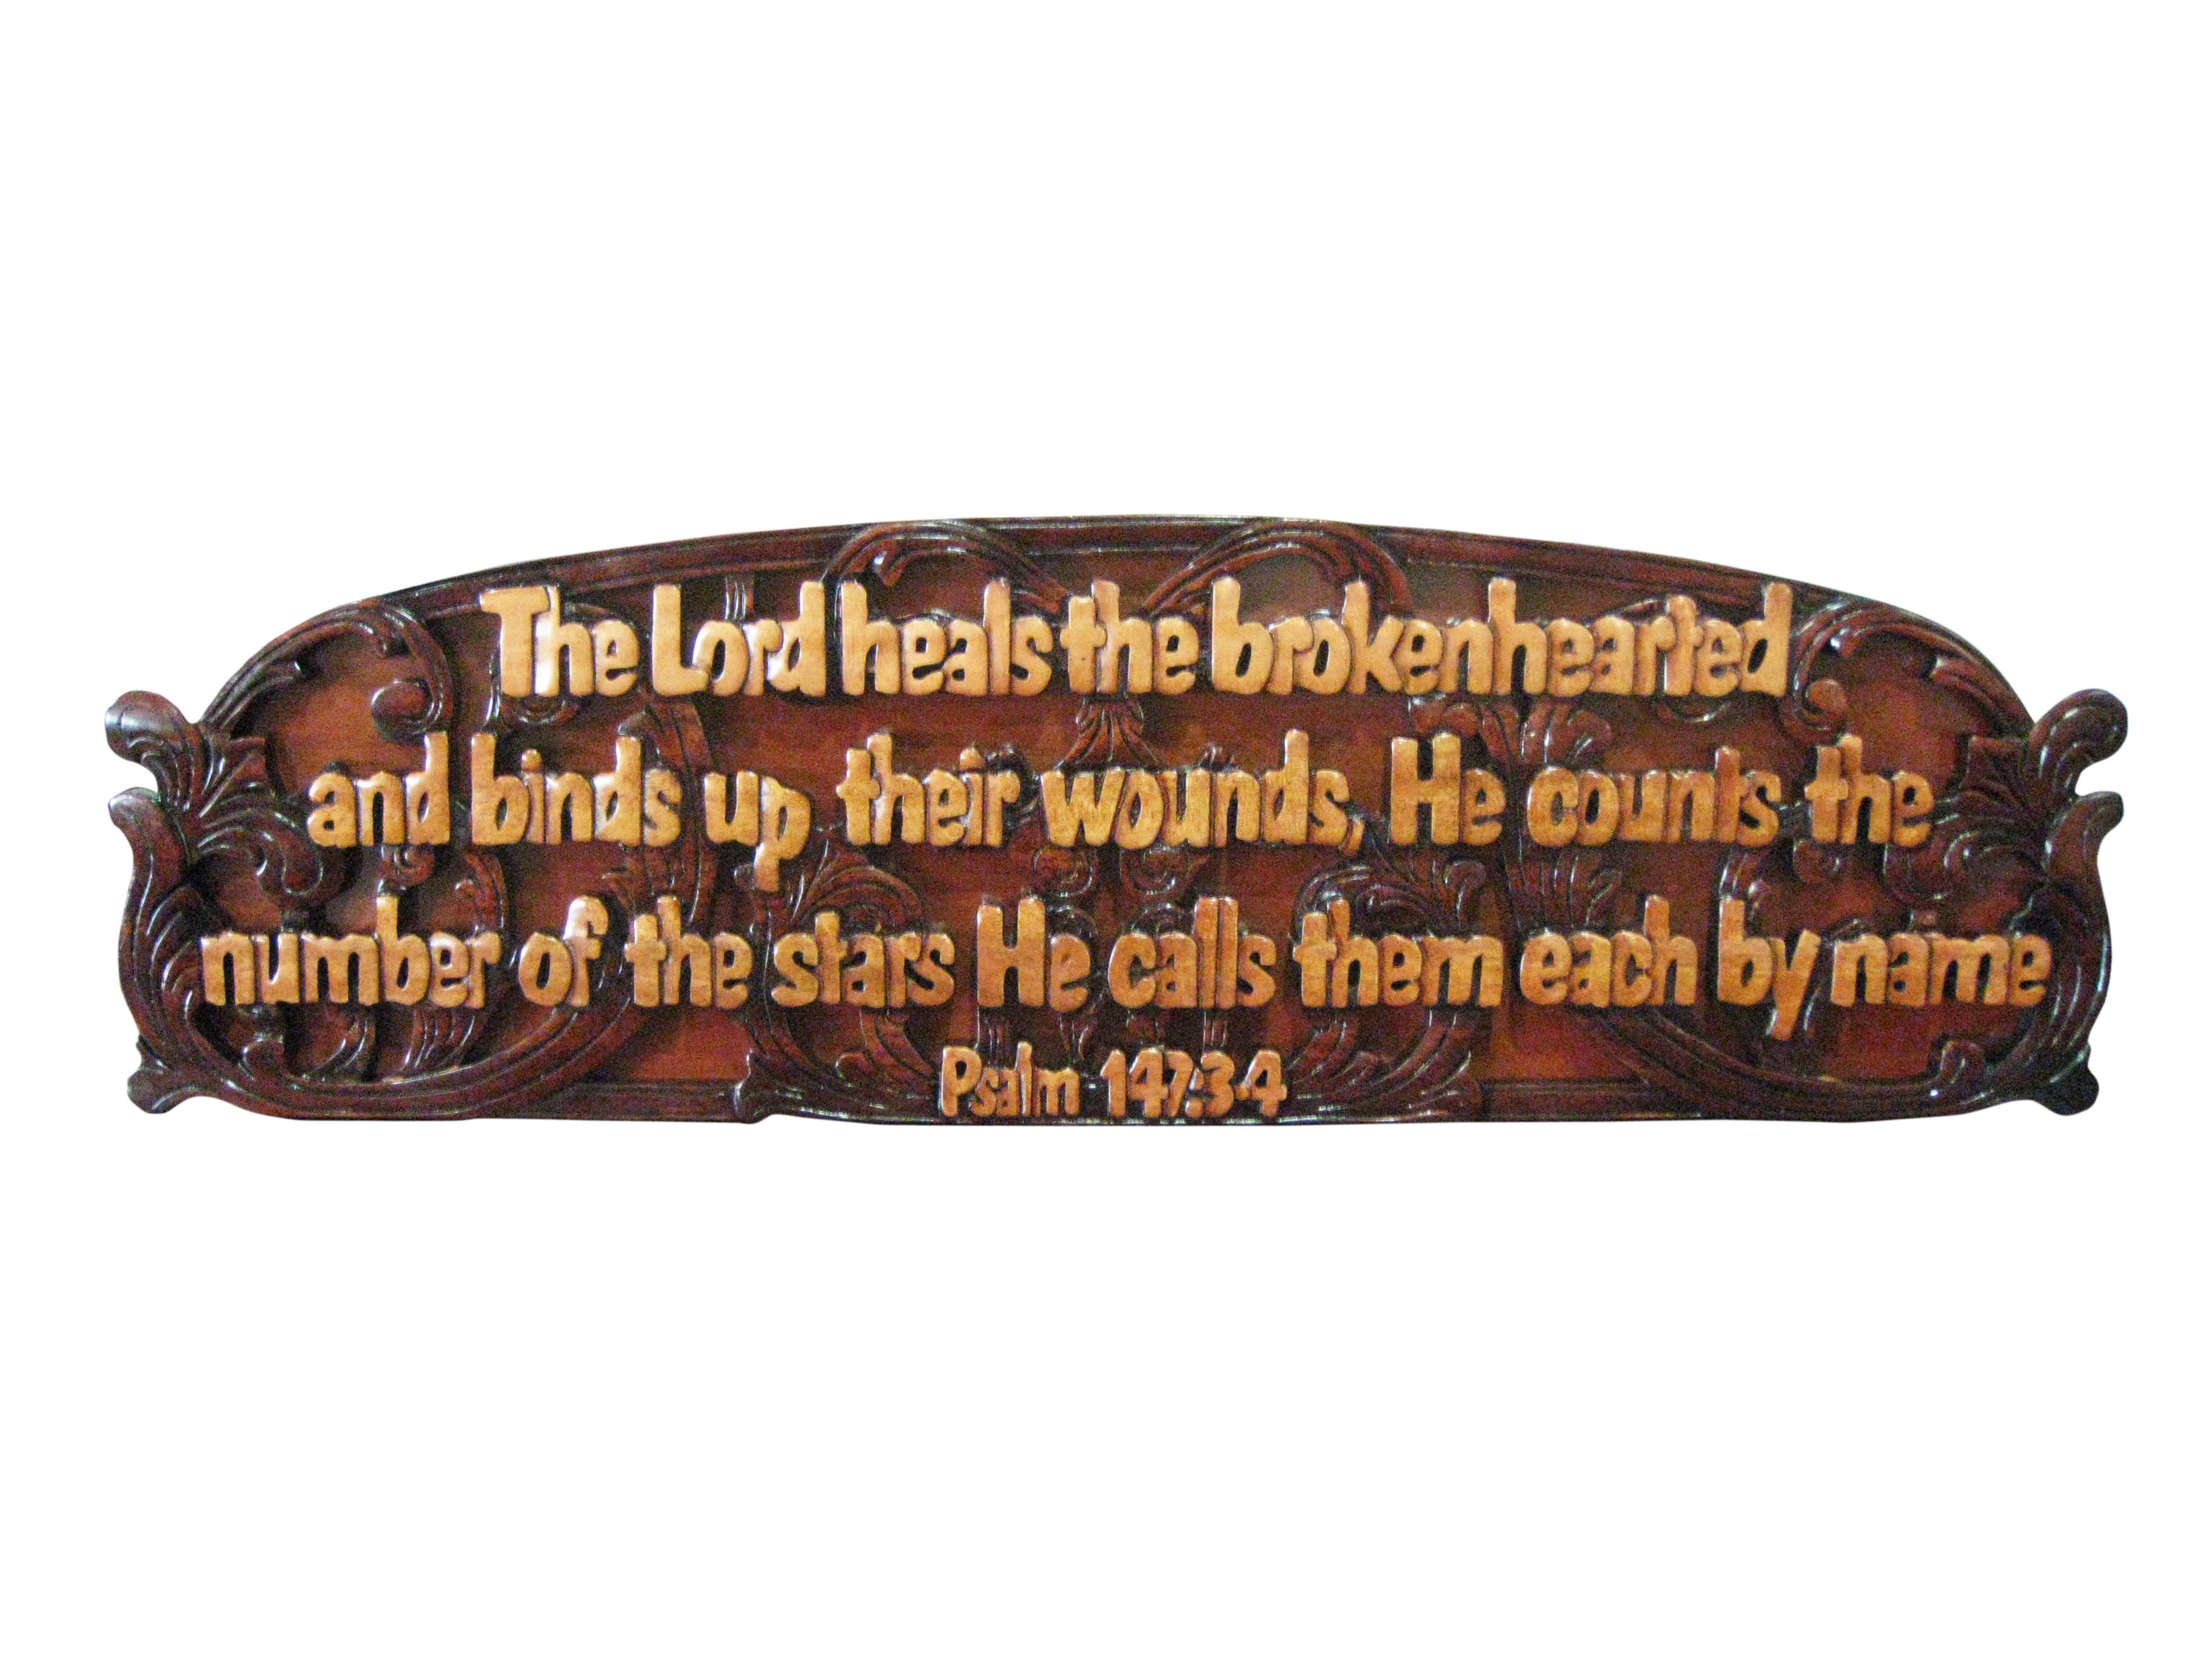 The Lord heals the brokenhearted
and binds up their wounds, He counts the
number of the stars He calls them each by name
Psalm 147:3-4